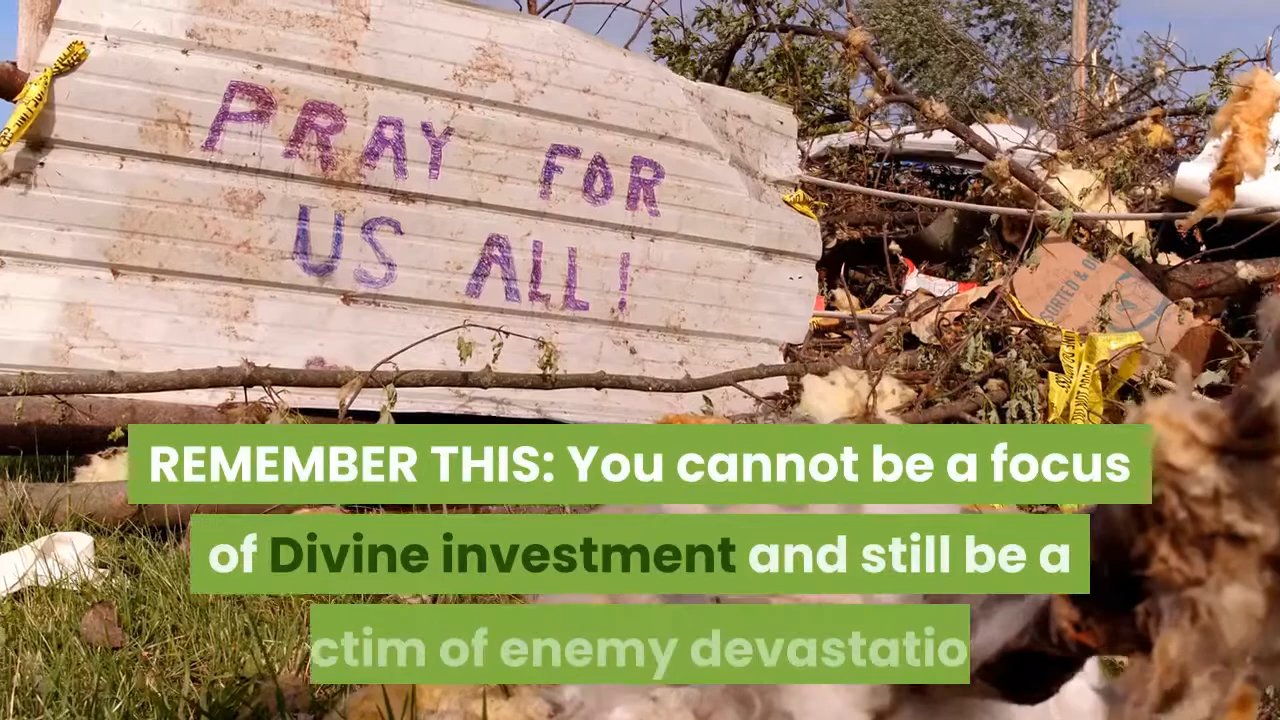 PRAY FOR
US ALL!
SORTED & 
REMEMBER THIS: You cannot be a focus
of Divine investment and still be a
ctim of enemy devastatio